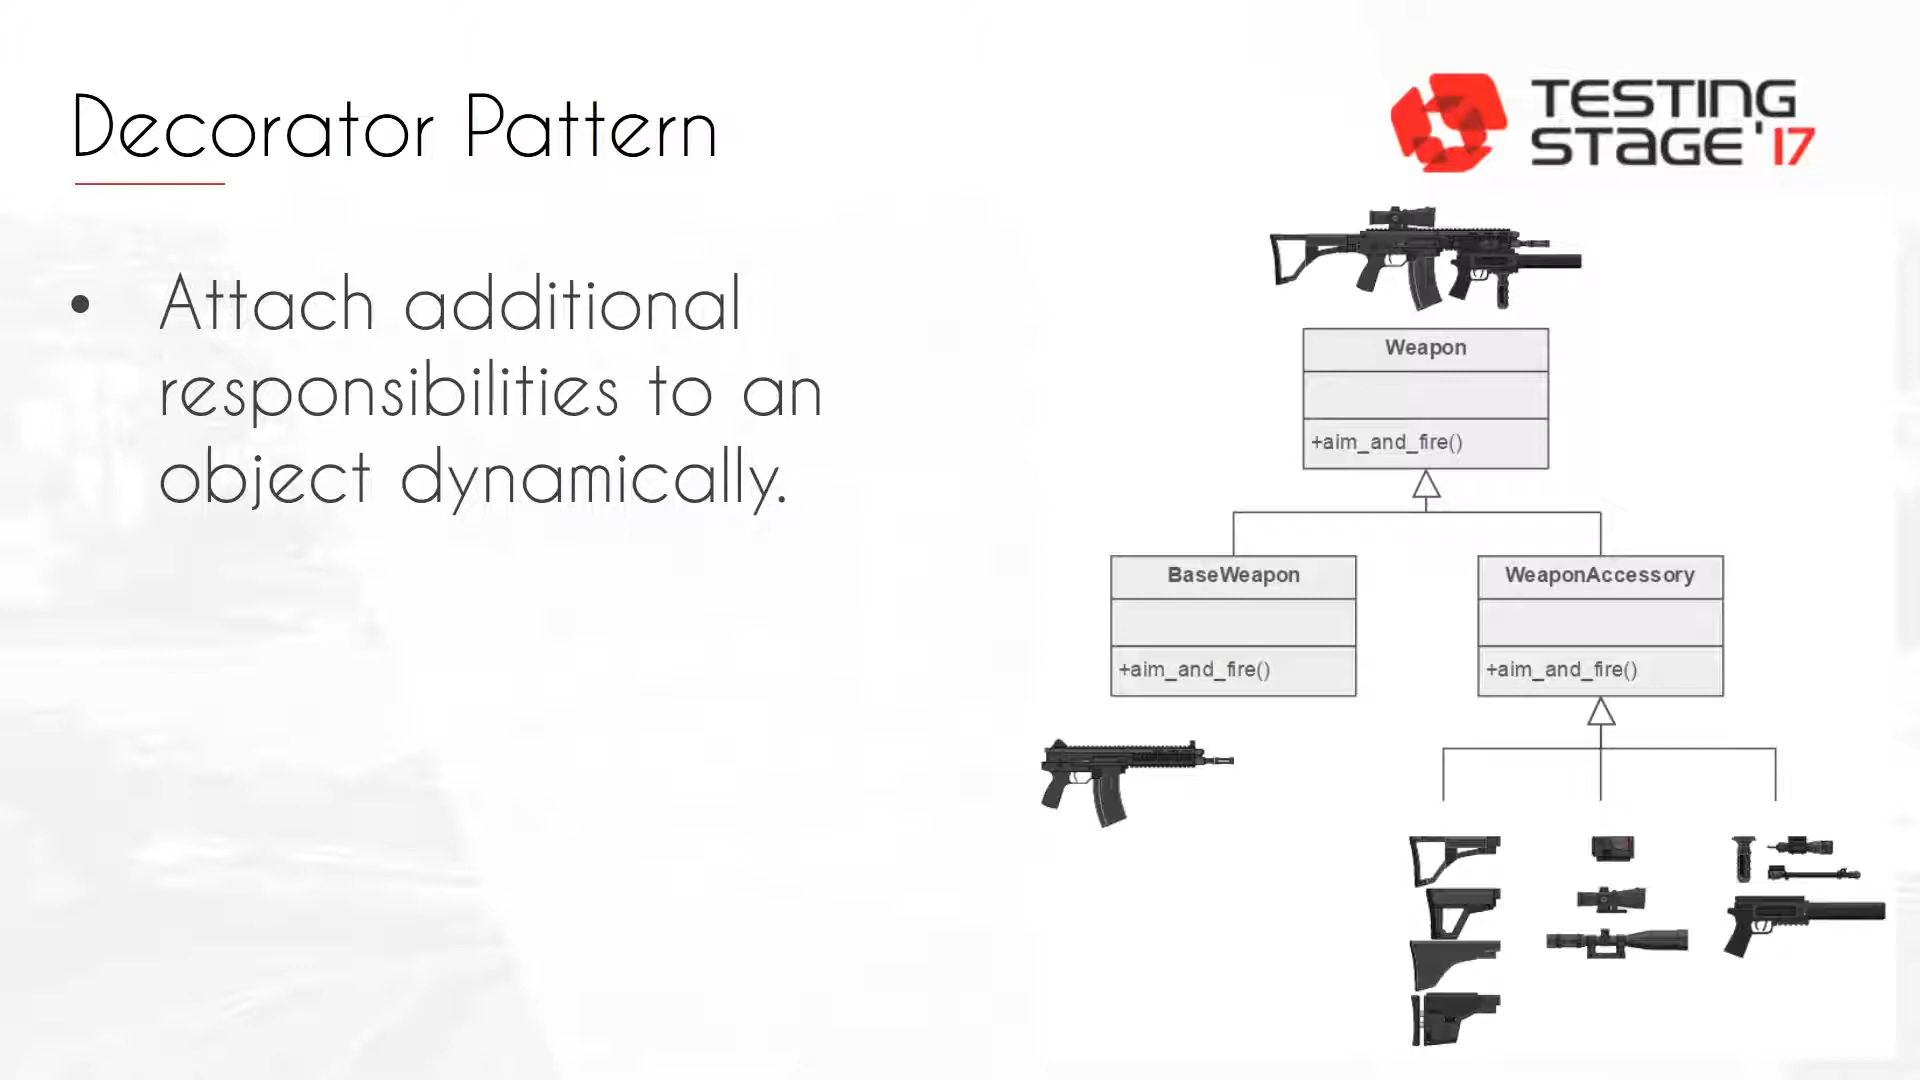 Decorator Pattern
TESTING
STAGE'17
• Attach additional
responsibilities to an
object dynamically.
Weapon
+aim_and_fire()
BaseWeapon
WeaponAccessory
+aim_and_fire()
+aim_and_fire()